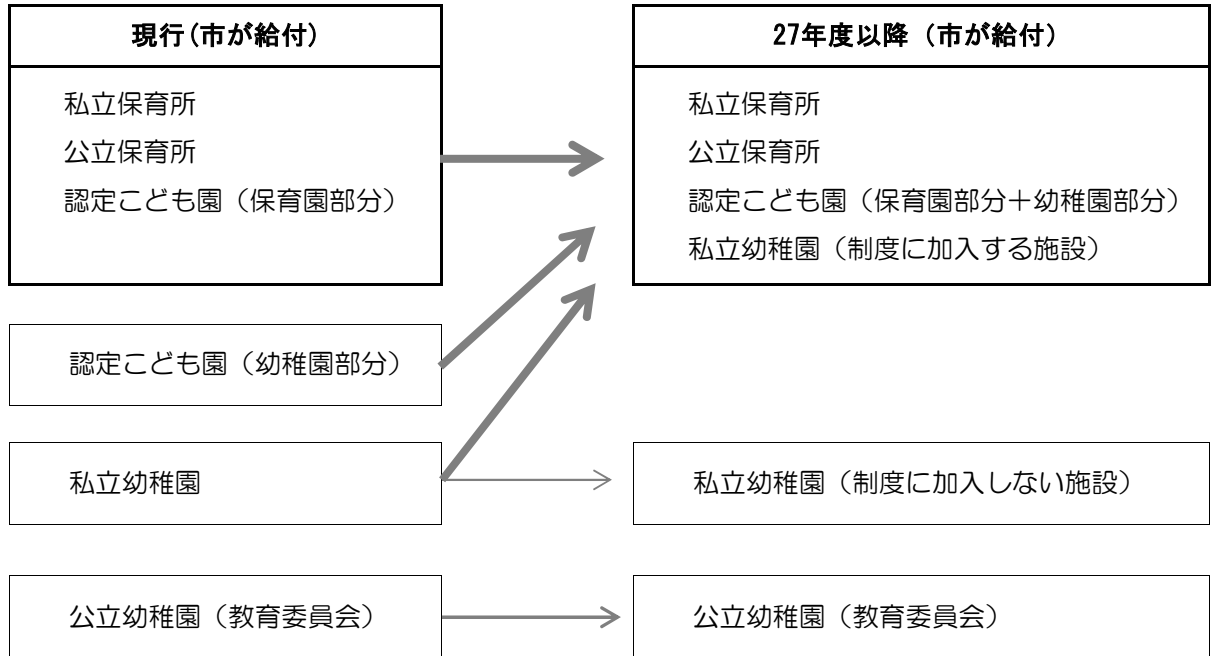 現行(市が給付)
私立保育所
公立保育所
認定こども園（保育園部分）
認定こども園（幼稚園部分）
私立幼稚園
公立幼稚園（教育委員会）
27年度以降（市が給付）
私立保育所
公立保育所
認定こども園（保育園部分＋幼稚園部分）
私立幼稚園（制度に加入する施設）
私立幼稚園（制度に加入しない施設）
公立幼稚園（教育委員会）